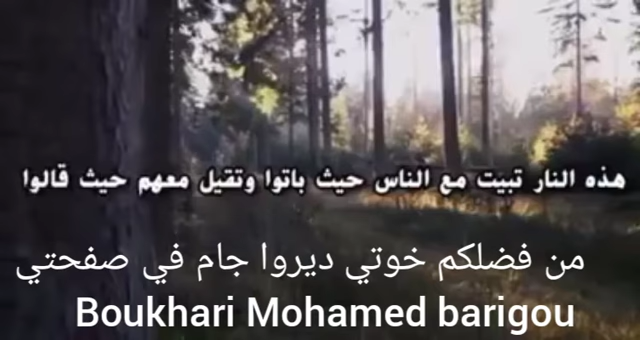 هذه النار تبيت مع الناس حيث باتوا وتقيل معهم حيث قالوا
من فضلكم خوتي ديروا جام في صفحتي
Boukhari Mohamed barigou